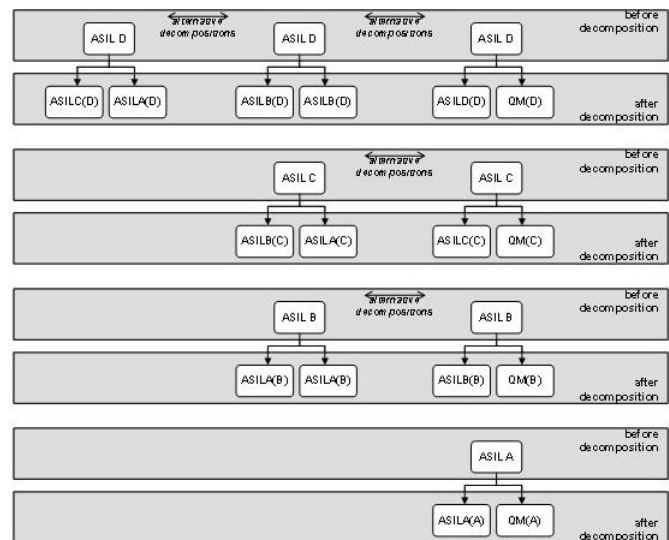 before
decomposition
alternative
decompositions
alternative
decompositions
ASIL D
ASIL D
ASIL D
ASILC(D)
ASILA(D)
ASILB(D)
ASILB(D)
ASILD(D)
QM(D)
after
decomposition
before
decomposition
alternative
decompositions
ASIL C
ASIL C
ASILB(C)
ASILA(C)
ASILC(C)
QM(C)
after
decomposition
before
decomposition
alternative
decompositions
ASIL B
ASIL B
ASILA(B)
ASILA(B)
ASILB(B)
QM(B)
after
decomposition
before
decomposition
ASIL A
ASILA(A)
QM(A)
after
decomposition